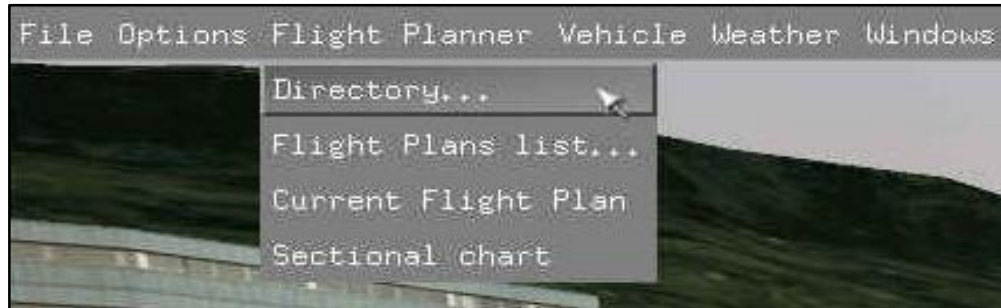 File Options Flight Planner Vehicle Weather Windows
Directory...
Flight Plans list...
Current Flight Plan
Sectional chart